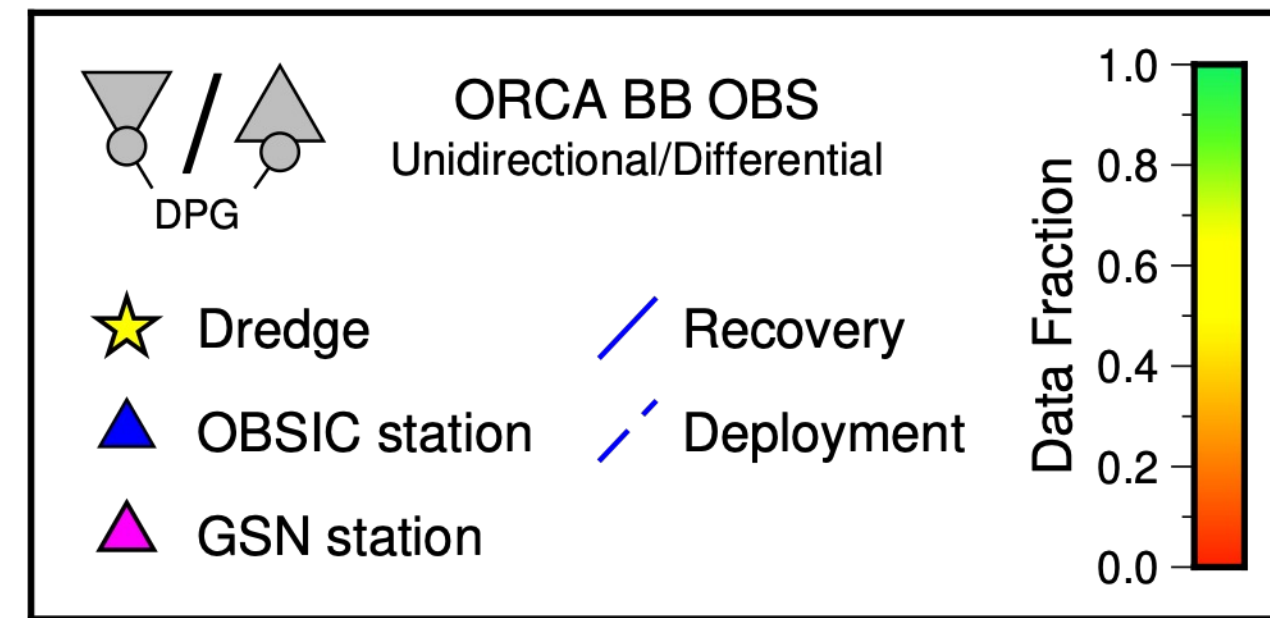 ORCA BB OBS
Unidirectional/Differential
DPG
Dredge
Recovery
OBSIC station
Deployment
GSN station
Data Fraction
1.0
0.8
0.6
0.4
0.2
0.0